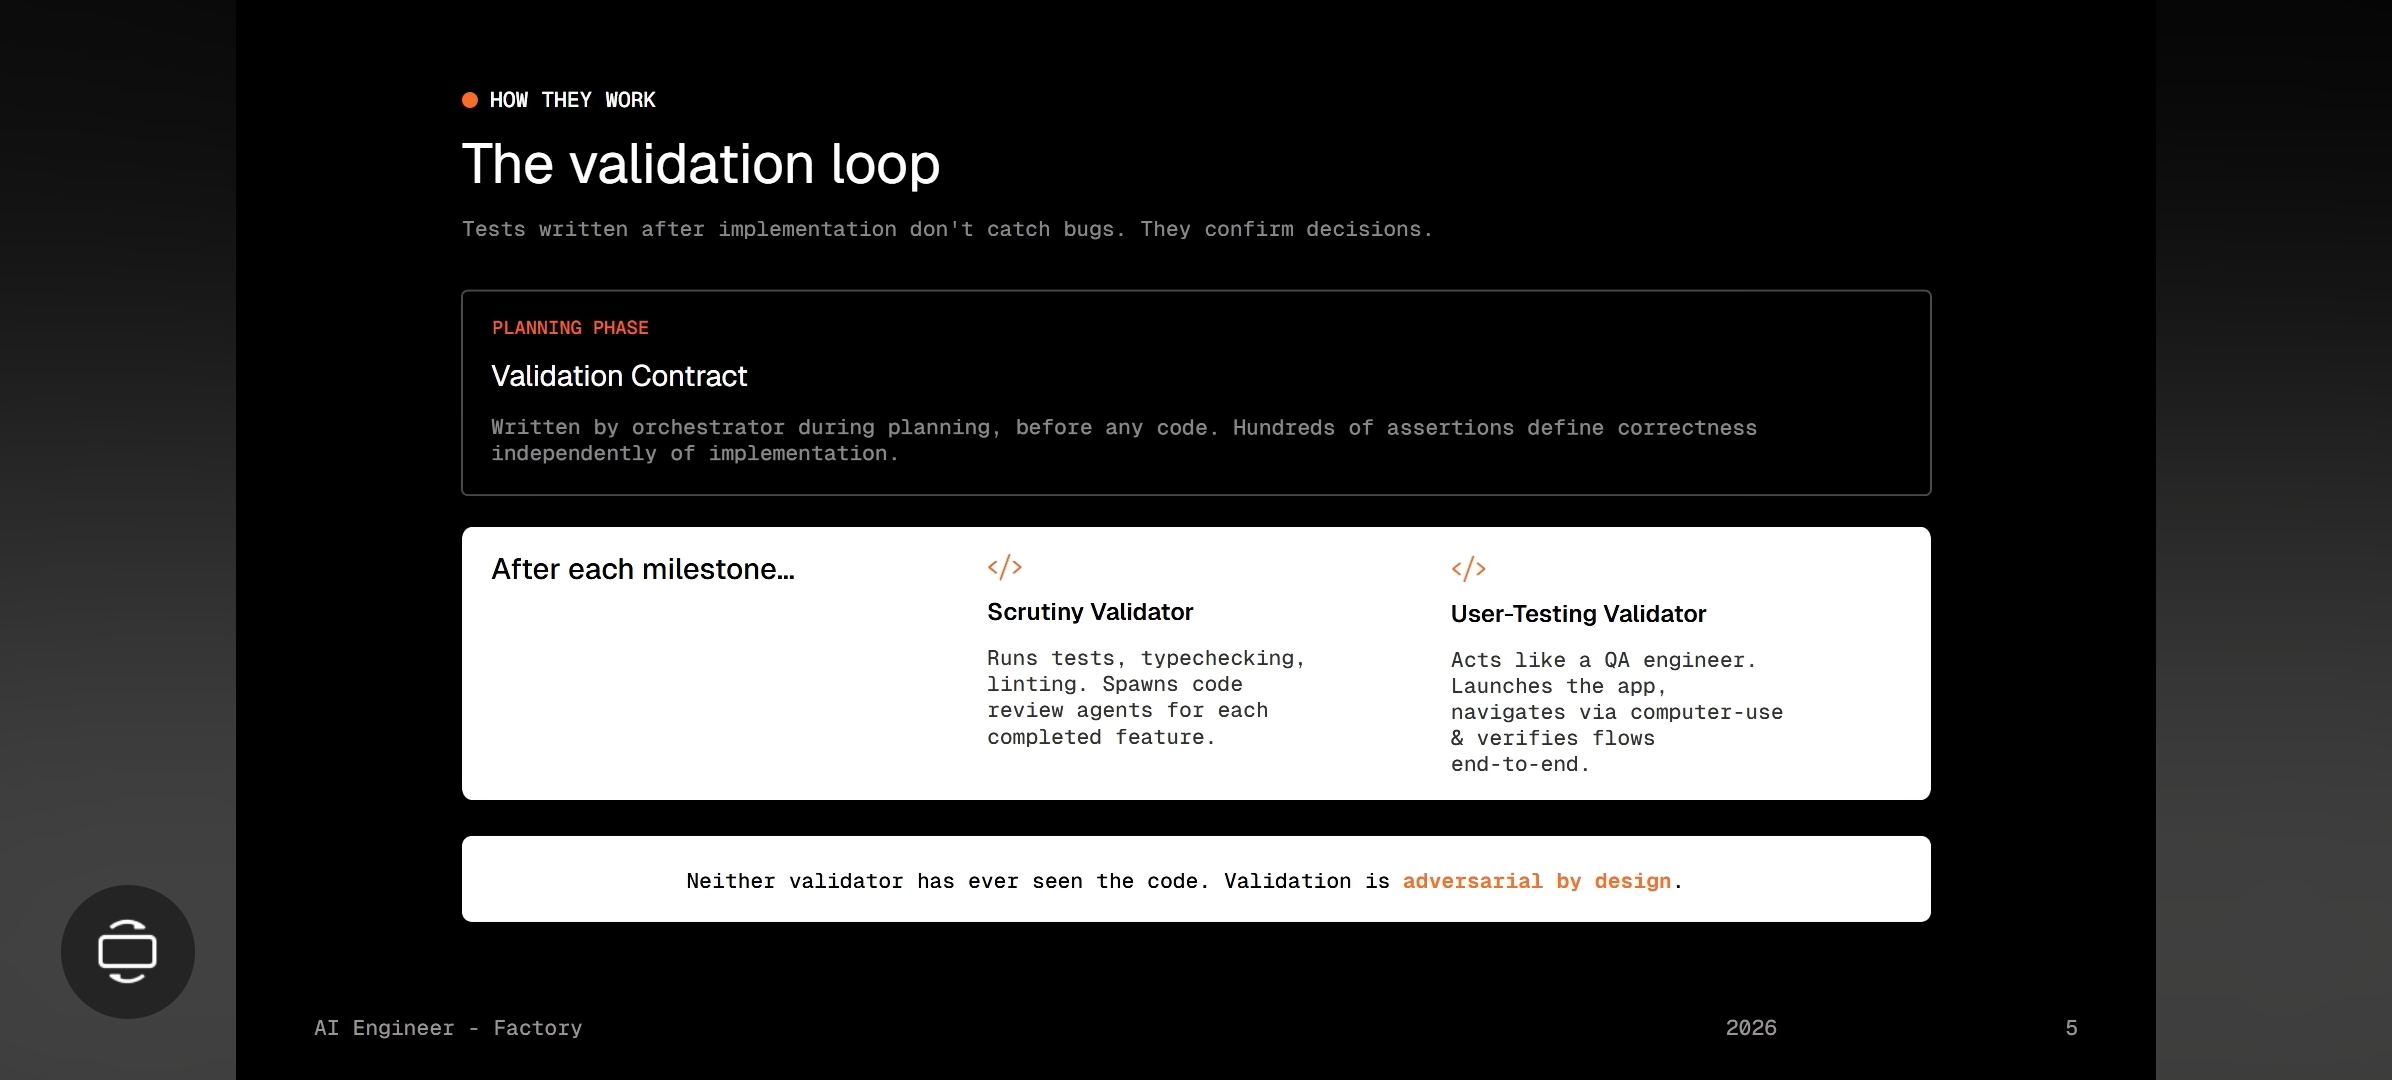 HOW THEY WORK
The validation loop
Tests written after implementation don't catch bugs. They confirm decisions.
PLANNING PHASE
Validation Contract
Written by orchestrator during planning, before any code. Hundreds of assertions define correctness
independently of implementation.
After each milestone…
</>
Scrutiny Validator
Runs tests, typechecking,
linting. Spawns code
review agents for each
completed feature.
</>
User-Testing Validator
Acts like a QA engineer.
Launches the app,
navigates via computer-use
& verifies flows
end-to-end.
Neither validator has ever seen the code. Validation is adversarial by design.
AI Engineer - Factory
2026
5